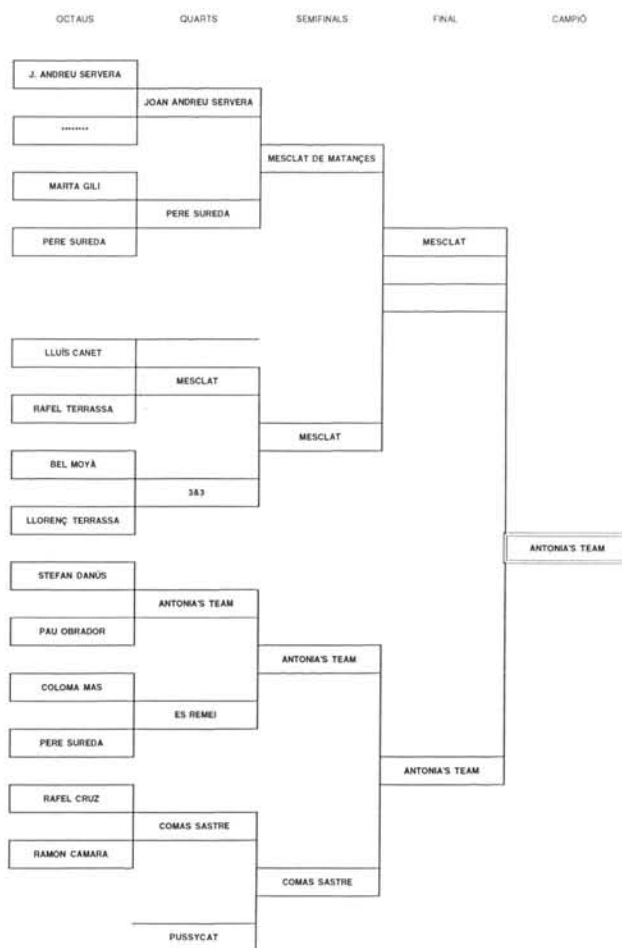 OCTAUS QUARTS SEMIFINALS FINAL CAMPIÓ
J. ANDREU SERVERA
JOAN ANDREU SERVERA
********
MESCLAT DE MATANÇES
MARTA GILI
PERE SUREDA
PERE SUREDA
MESCLAT
LLUÍS CANET
MESCLAT
RAFEL TERRASSA
MESCLAT
BEL MOYÀ
3&3
LLORENÇ TERRASSA
ANTONIA'S TEAM
STEFAN DANÚS
ANTONIA'S TEAM
PAU OBRADOR
ANTONIA'S TEAM
COLOMA MAS
ES REMEI
PERE SUREDA
ANTONIA'S TEAM
RAFEL CRUZ
COMAS SASTRE
RAMON CAMARA
COMAS SASTRE
PUSSYCAT